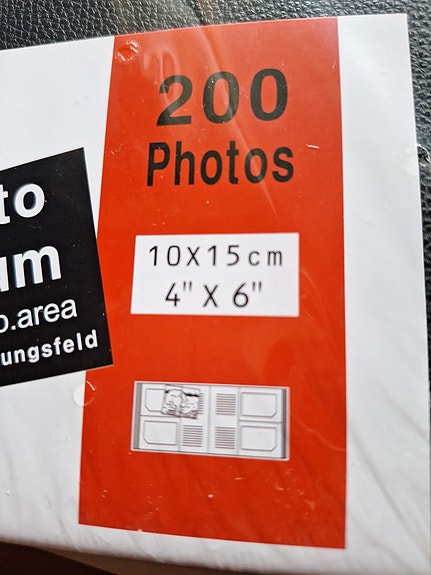 200
Photos
10X15cm
4" X 6"
to
um
o.area
ungsfeld